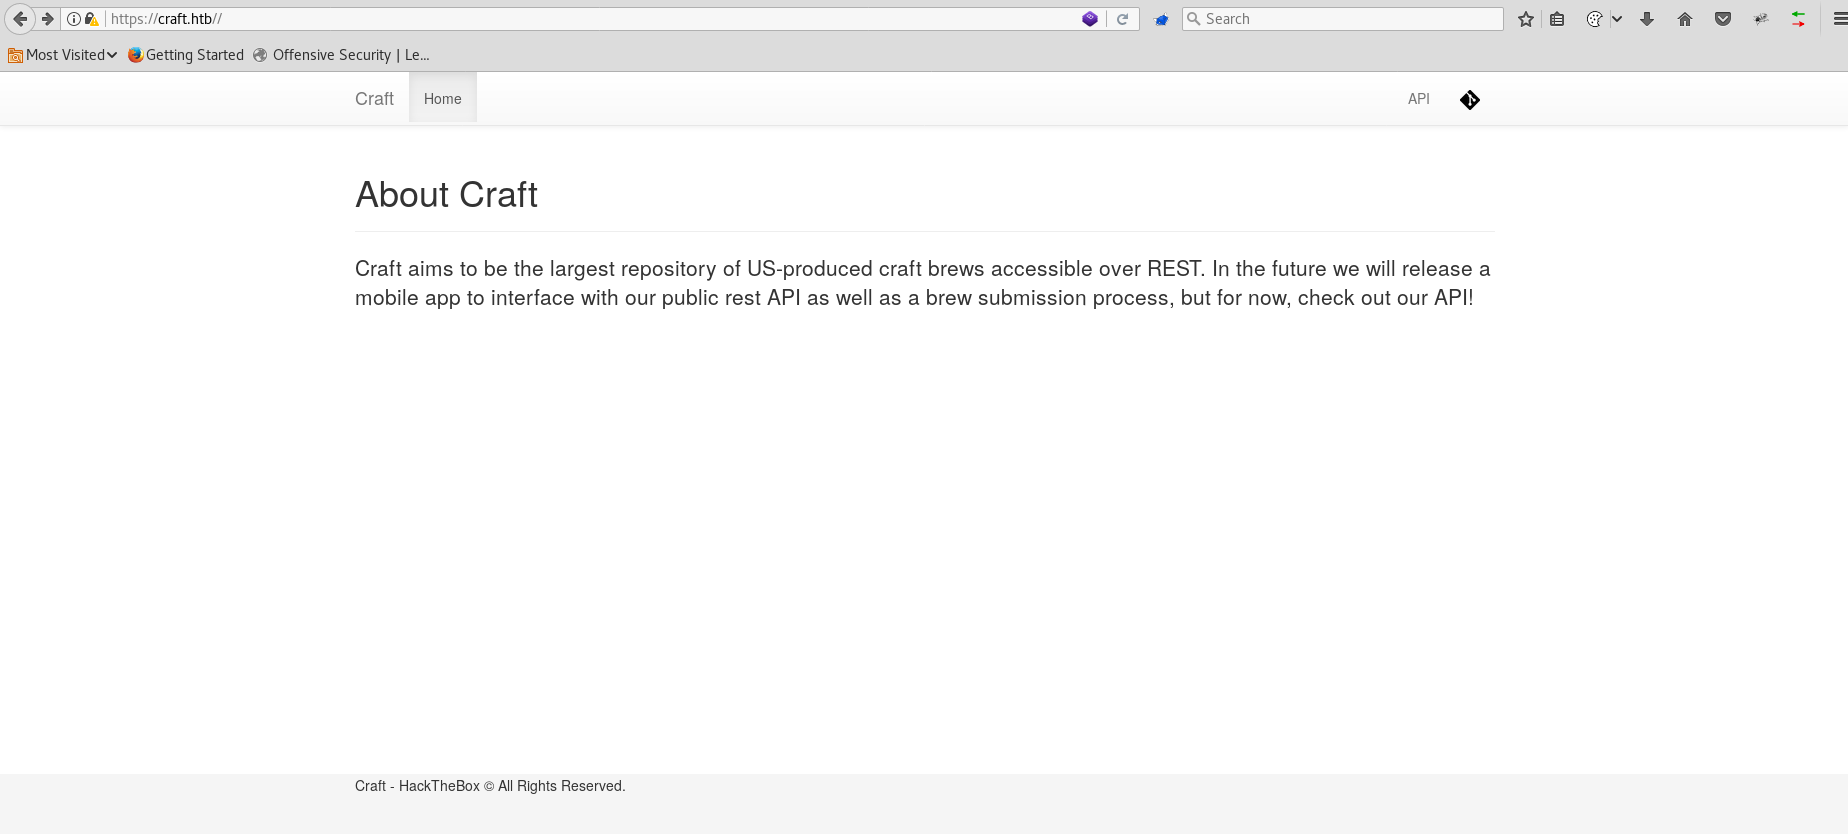 https://craft.htb//
Search
Most Visited Getting Started Offensive Security | Le...
Craft Home API
About Craft
Craft aims to be the largest repository of US-produced craft brews accessible over REST. In the future we will release a
mobile app to interface with our public rest API as well as a brew submission process, but for now, check out our API!
Craft - HackTheBox © All Rights Reserved.